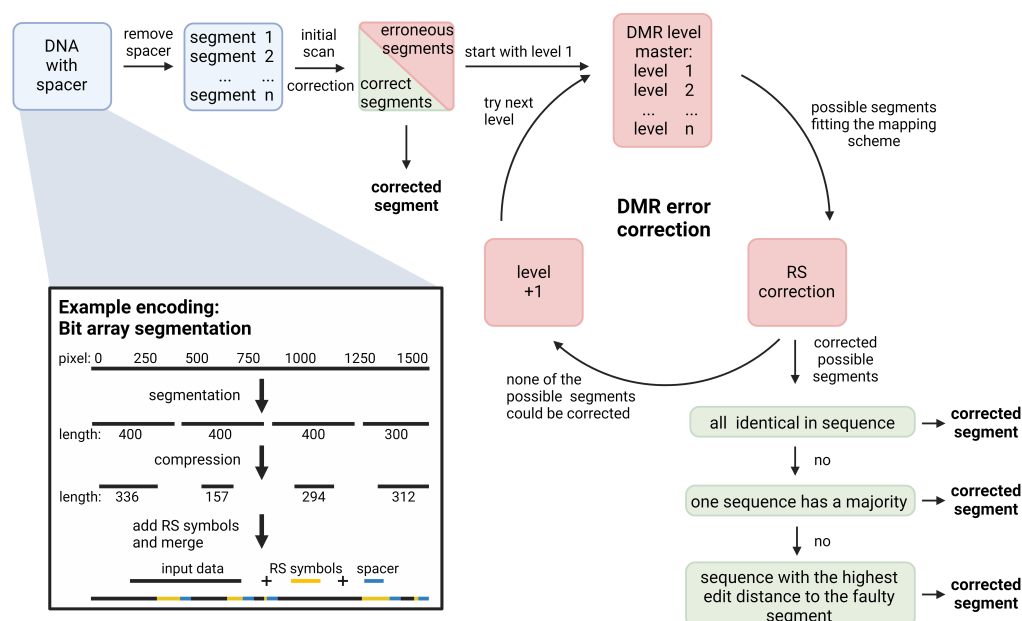 DNA
with
spacer
remove
spacer
segment 1
segment 2
... ...
segment n
initial
scan
correction
erroneous
segments
correct
segments
corrected
segment
start with level 1
try next
level
DMR level
master:
level 1
level 2
... ...
level n
possible segments
fitting the mapping
scheme
DMR error
correction
level
+1
RS
correction
none of the
possible segments
could be corrected
corrected
possible
segments
all identical in sequence
corrected
segment
no
one sequence has a majority
corrected
segment
no
sequence with the highest
edit distance to the faulty
segment
corrected
segment
Example encoding:
Bit array segmentation
pixel: 0 250 500 750 1000 1250 1500
segmentation
length: 400 400 400 300
compression
length: 336 157 294 312
add RS symbols
and merge
input data + RS symbols + spacer